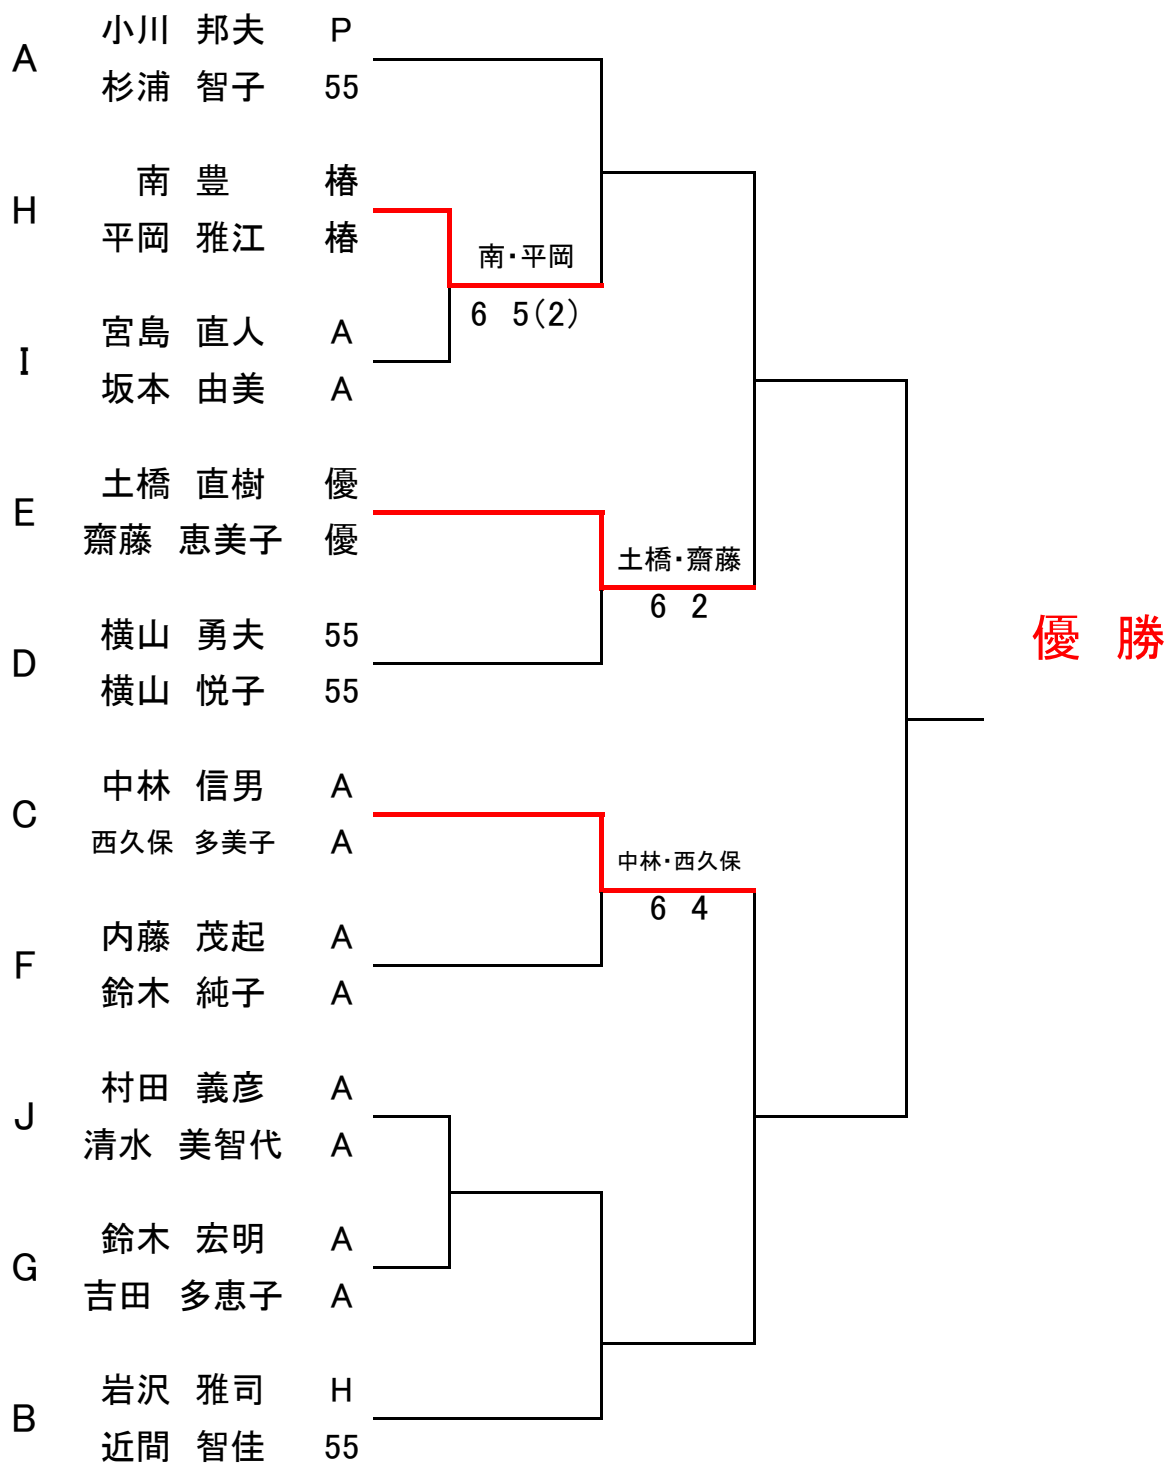 小川 邦夫 P
A
杉浦 智子 55
南 豊 椿
H
平岡 雅江 椿
南・平岡
6 5(2)
宮島 直人 A
I
坂本 由美 A
土橋 直樹 優
E
齋藤 恵美子 優
土橋・齋藤
6 2
横山 勇夫 55
D
横山 悦子 55
優 勝
中林 信男 A
C
西久保 多美子 A
中林・西久保
6 4
内藤 茂起 A
F
鈴木 純子 A
村田 義彦 A
J
清水 美智代 A
鈴木 宏明 A
G
吉田 多恵子 A
岩沢 雅司 H
B
近間 智佳 55